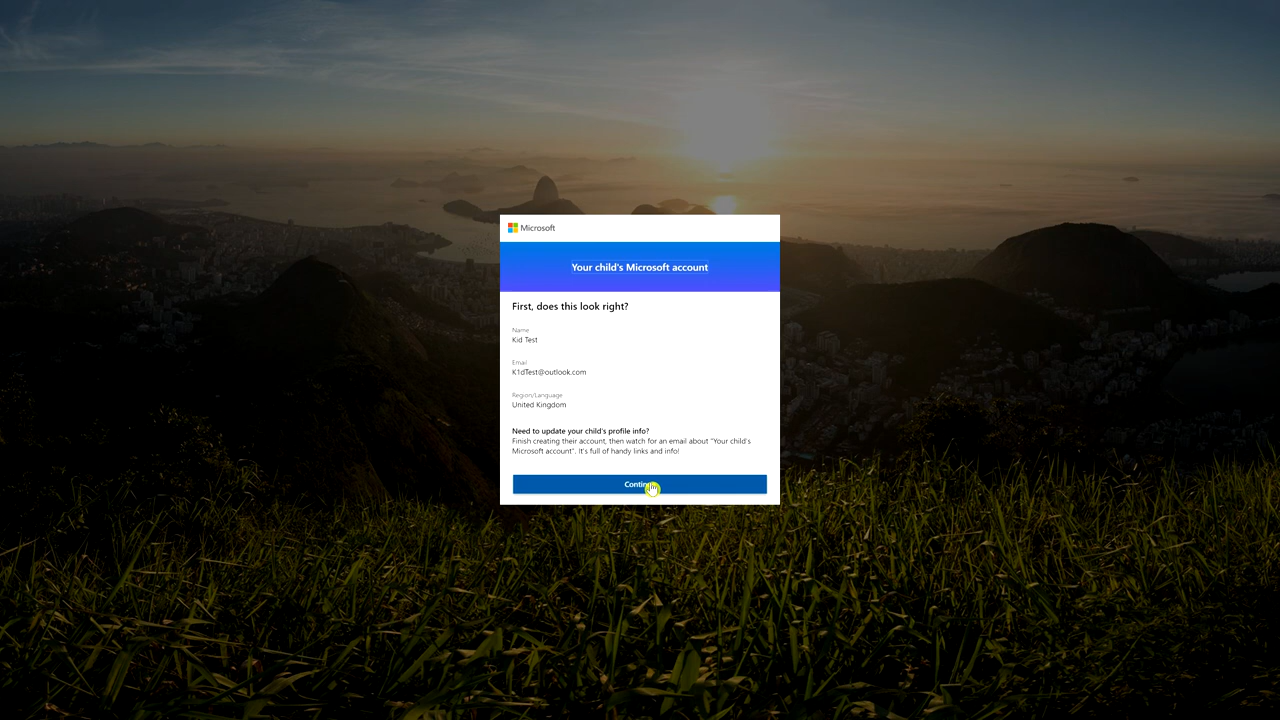 Microsoft
Your child's Microsoft account
First, does this look right?
Name
Kid Test
Email
K1dTest@outlook.com
Region/Language
United Kingdom
Need to update your child's profile info?
Finish creating their account, then watch for an email about "Your child's
Microsoft account". It's full of handy links and info!